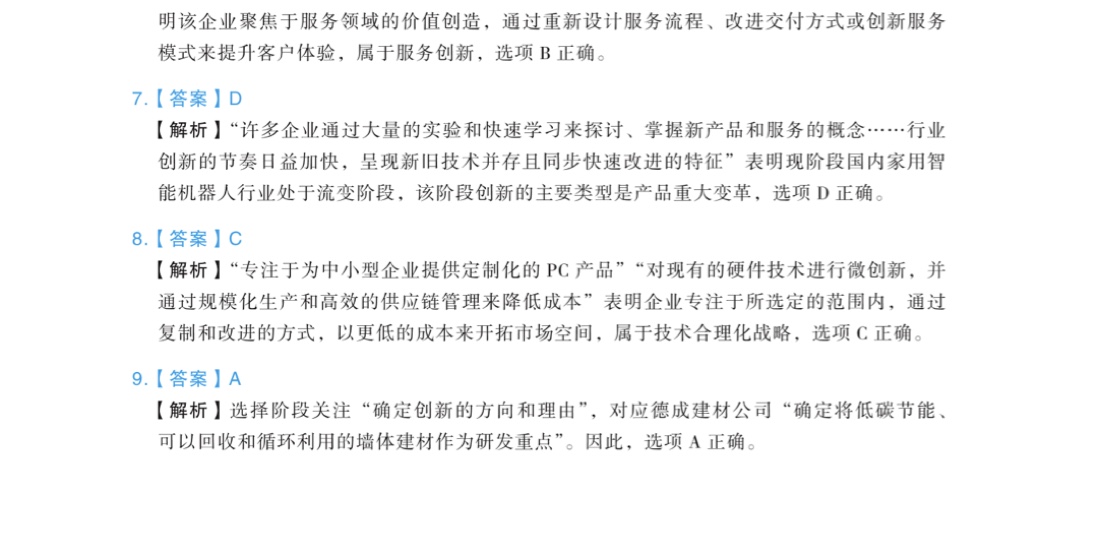 明该企业聚焦于服务领域的价值创造，通过重新设计服务流程、改进交付方式或创新服务
模式来提升客户体验，属于服务创新，选项 B 正确。
7.【答案】D
【解析】“许多企业通过大量的实验和快速学习来探讨、掌握新产品和服务的概念……行业
创新的节奏日益加快，呈现新旧技术并存且同步快速改进的特征”表明现阶段国内家用智
能机器人行业处于流变阶段，该阶段创新的主要类型是产品重大变革，选项 D 正确。
8.【答案】C
【解析】“专注于为中小型企业提供定制化的 PC 产品”“对现有的硬件技术进行微创新，并
通过规模化生产和高效的供应链管理来降低成本”表明企业专注于所选定的范围内，通过
复制和改进的方式，以更低的成本来开拓市场空间，属于技术合理化战略，选项 C 正确。
9.【答案】A
【解析】选择阶段关注“确定创新的方向和理由”，对应德成建材公司“确定将低碳节能、
可以回收和循环利用的墙体建材作为研发重点”。因此，选项 A 正确。